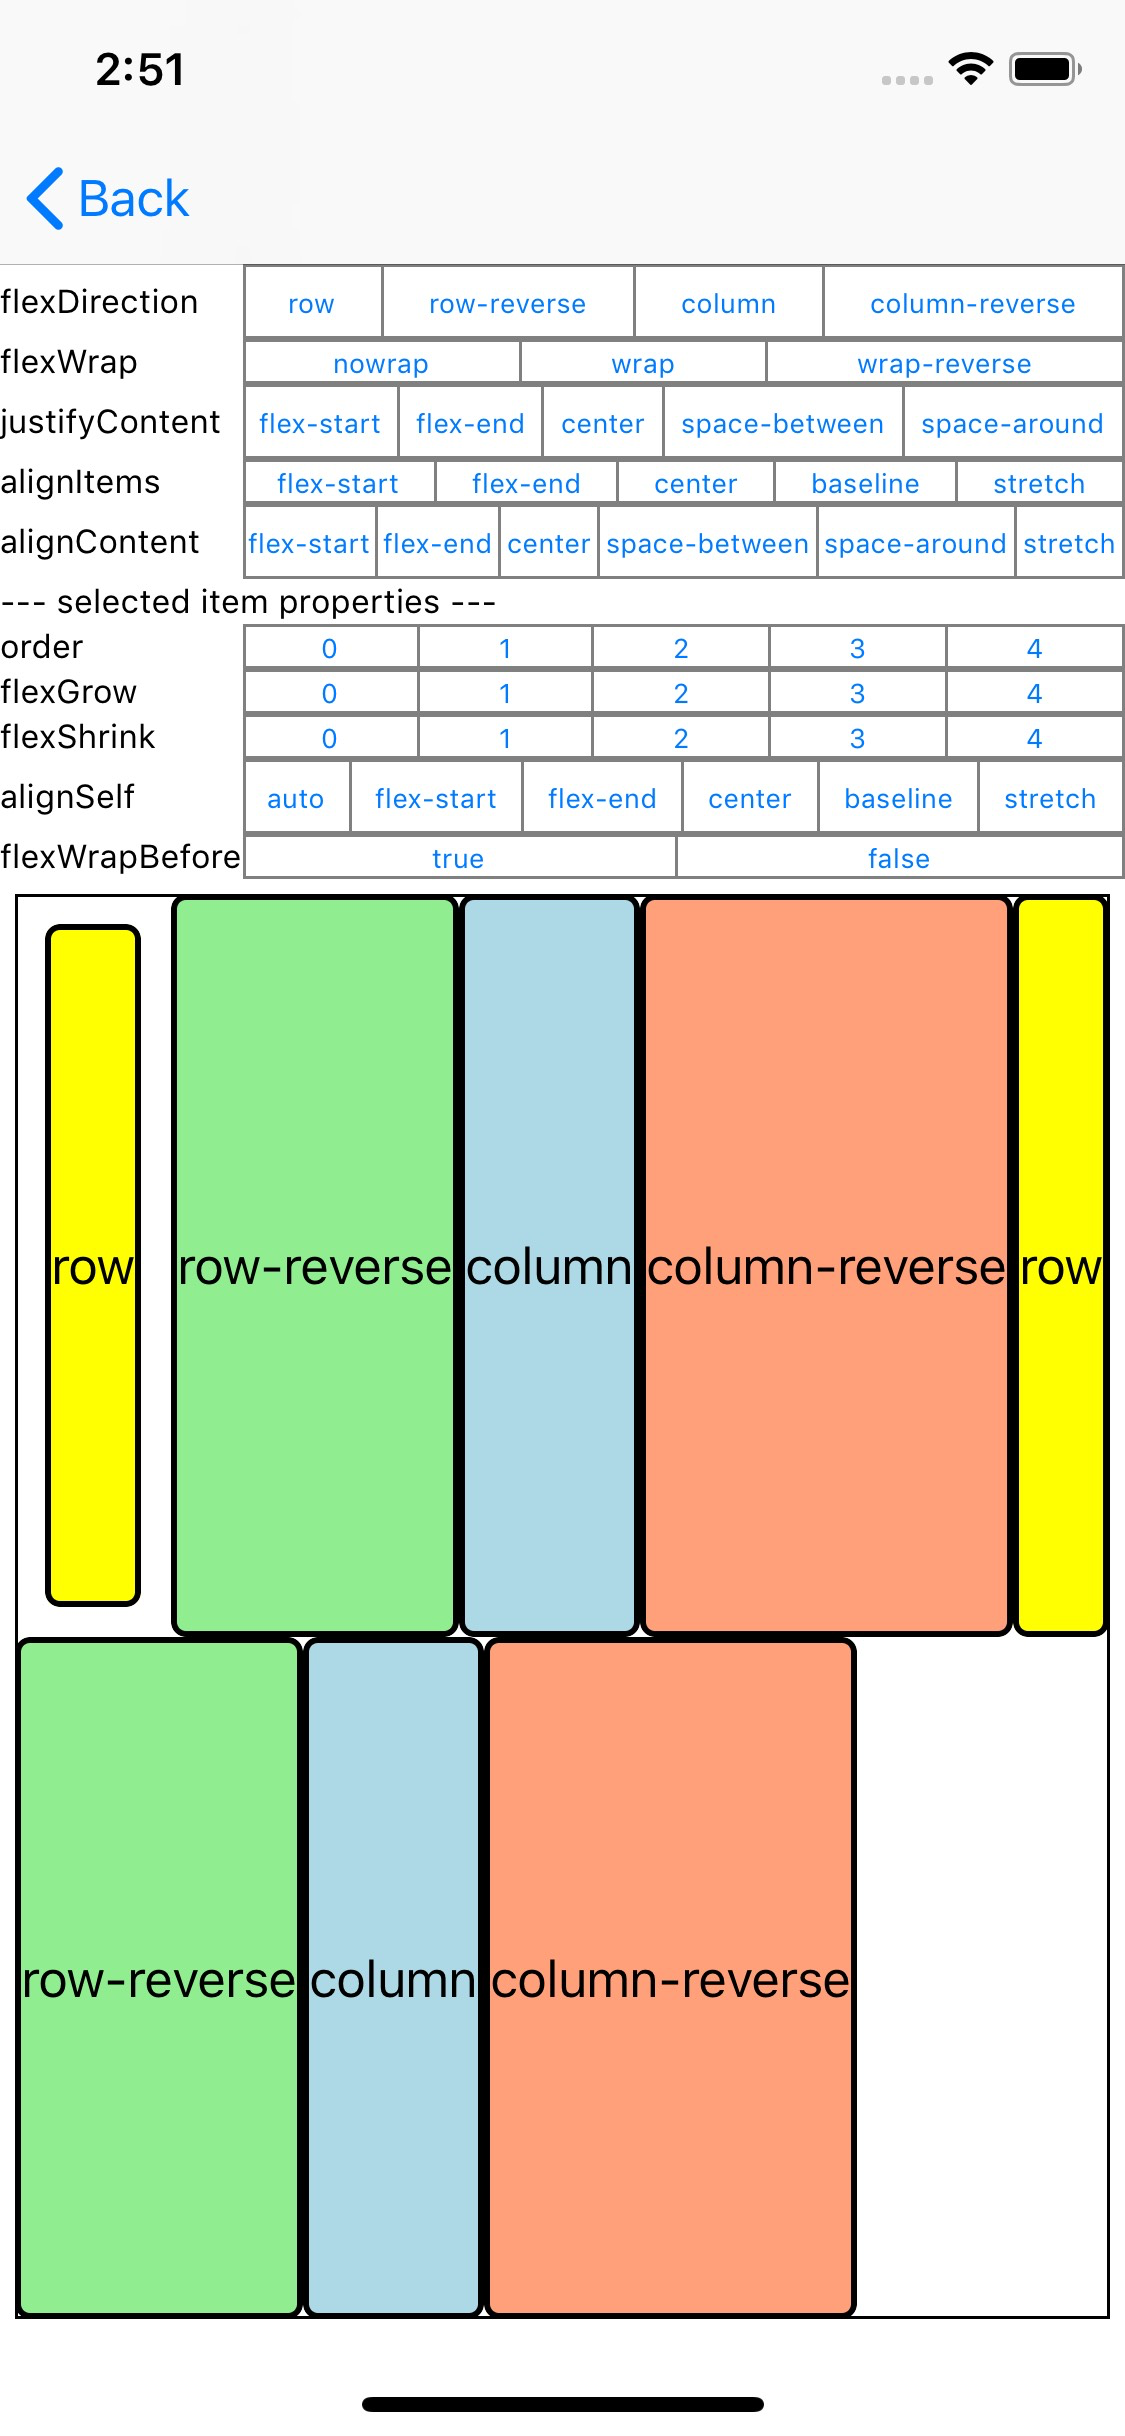 2:51
Back
flexDirection row row-reverse column column-reverse
flexWrap nowrap wrap wrap-reverse
justifyContent flex-start flex-end center space-between space-around
alignItems flex-start flex-end center baseline stretch
alignContent flex-start flex-end center space-between space-around stretch
--- selected item properties ---
order 0 1 2 3 4
flexGrow 0 1 2 3 4
flexShrink 0 1 2 3 4
alignSelf auto flex-start flex-end center baseline stretch
flexWrapBefore true false
row row-reverse column column-reverse row
row-reverse column column-reverse